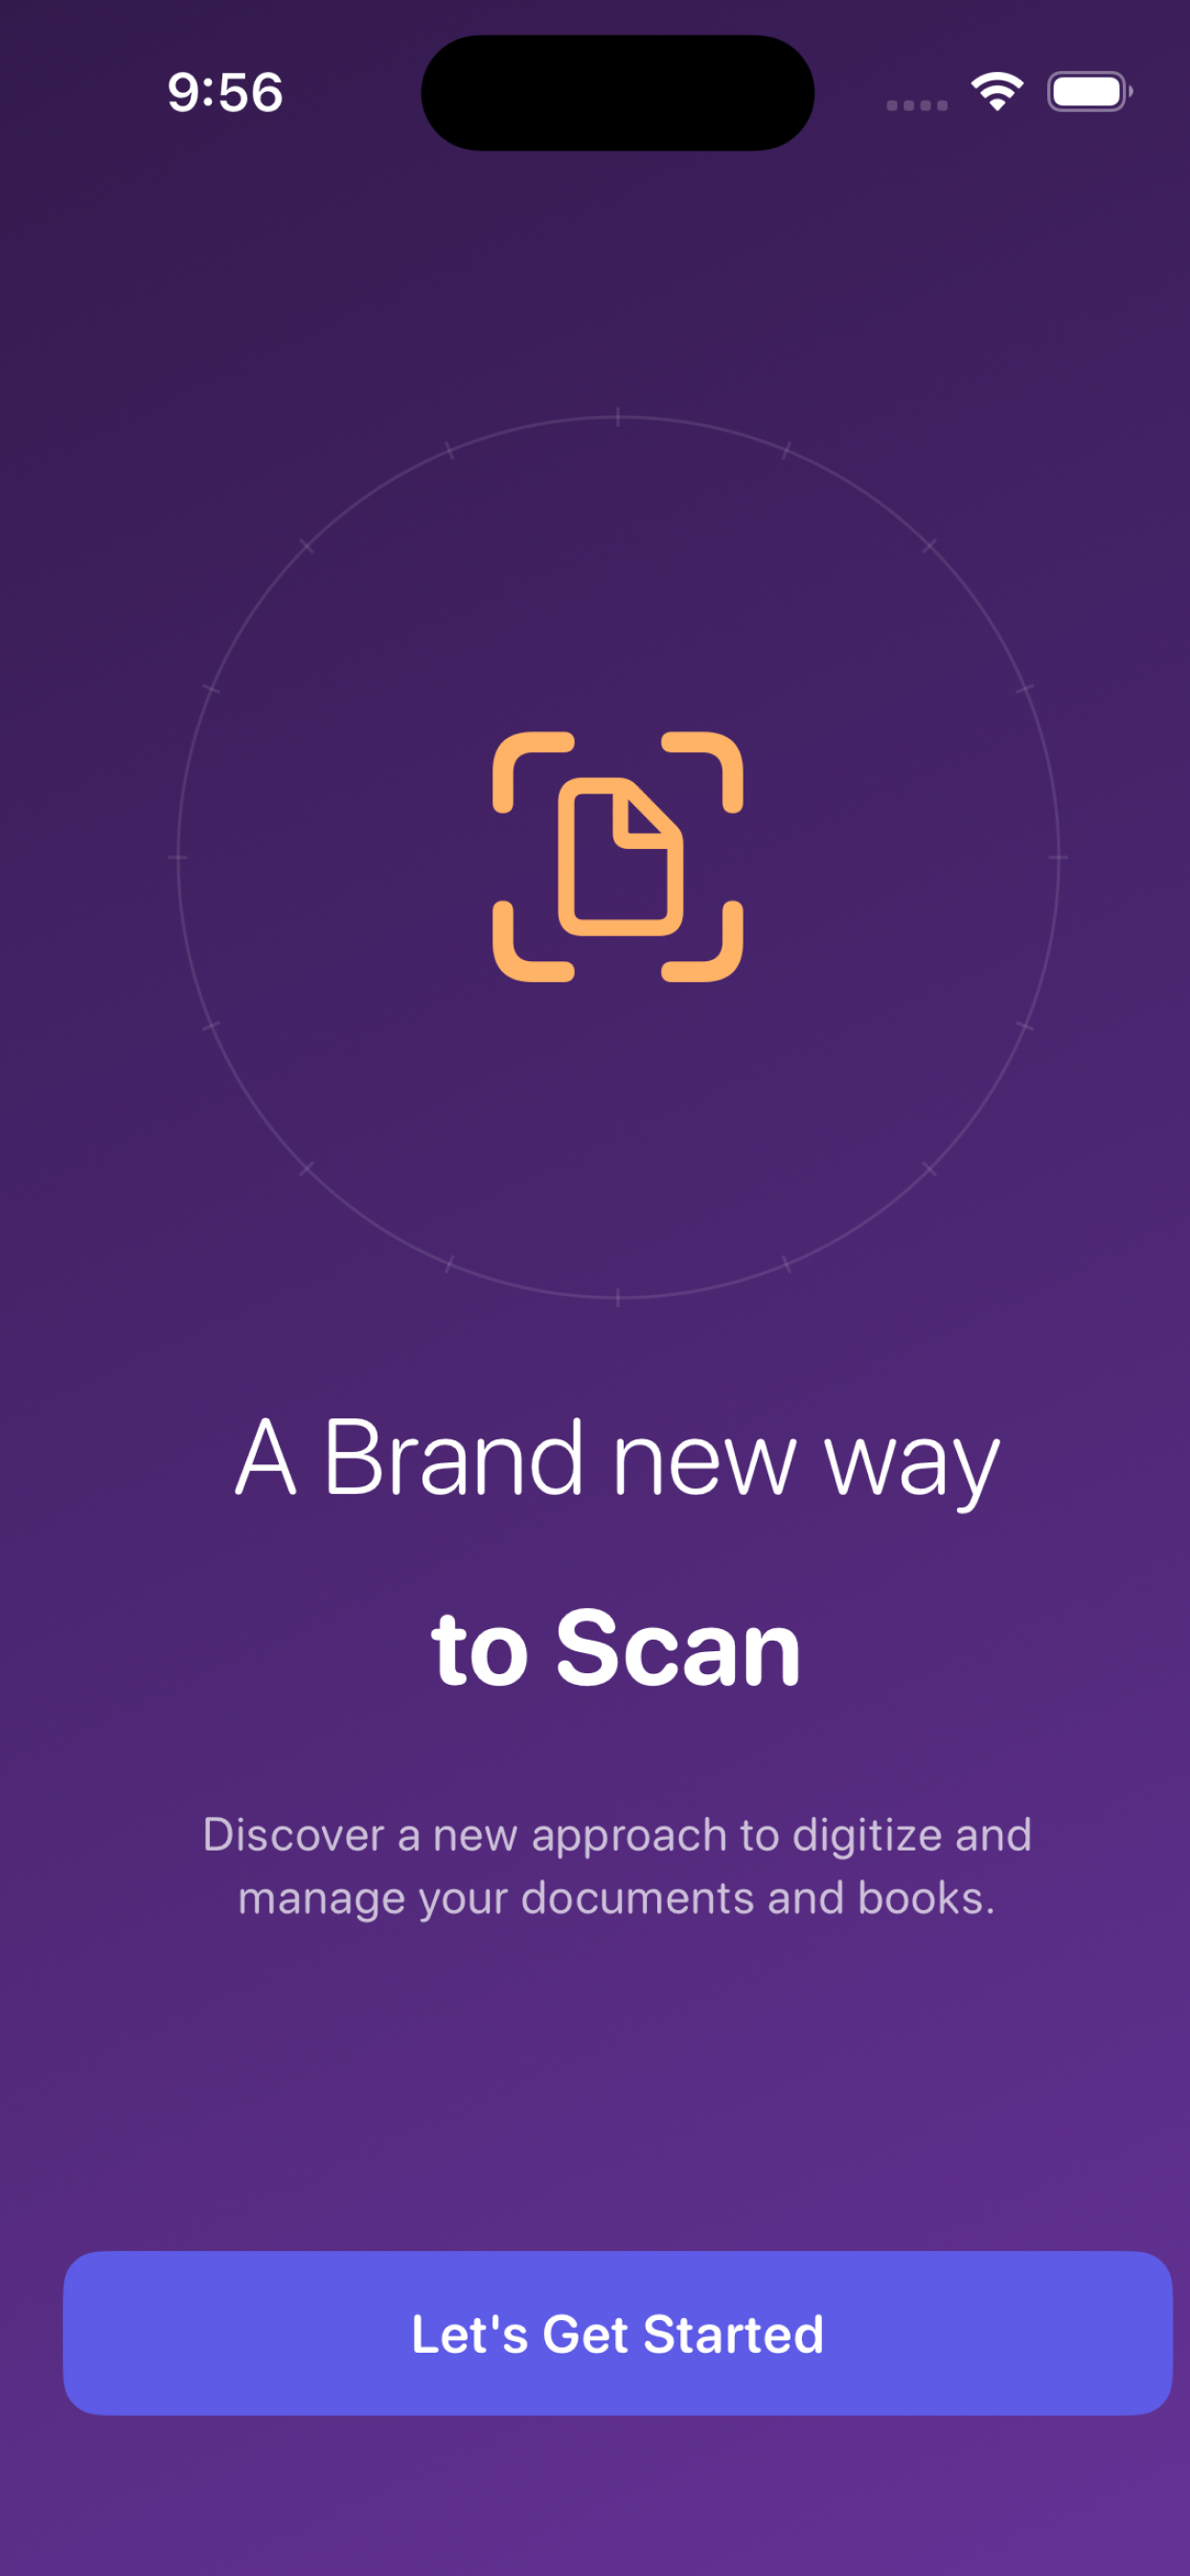 9:56
A Brand new way
to Scan
Discover a new approach to digitize and
manage your documents and books.
Let's Get Started